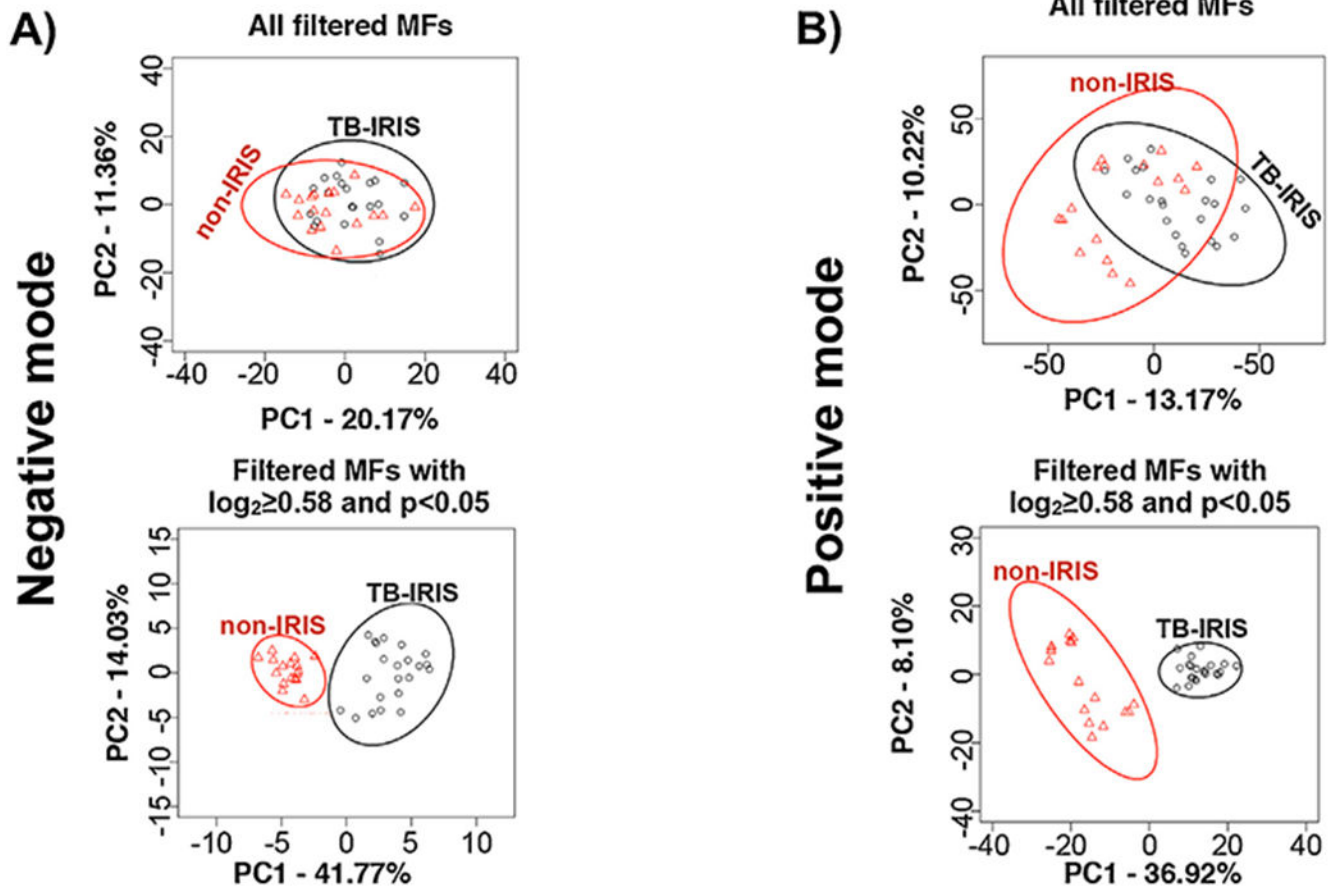 A)
All filtered MFs
Negative mode
PC2 - 11.36%
40
20
0
-20
-40
TB-IRIS
non-IRIS
-40 -20 0 20 40
PC1 - 20.17%
Filtered MFs with
log₂≥0.58 and p<0.05
PC2 - 14.03%
15
10
5
0
-5
-10
-15
TB-IRIS
non-IRIS
-10 -5 0 5 10
PC1 - 41.77%
B)
All filtered MFs
Positive mode
PC2 - 10.22%
50
0
-50
non-IRIS
TB-IRIS
-50 0 -50
PC1 - 13.17%
Filtered MFs with
log₂≥0.58 and p<0.05
PC2 - 8.10%
30
20
0
-20
-40
non-IRIS
TB-IRIS
-40 -20 0 20 40
PC1 - 36.92%